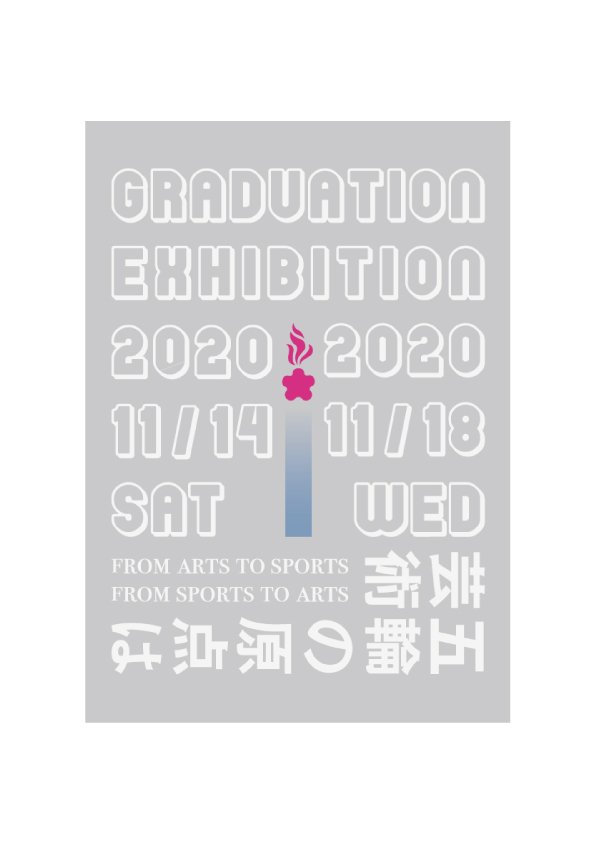 GRADUATION
EXHIBITION
2020 2020
11/14 11/18
SAT WED
FROM ARTS TO SPORTS
FROM SPORTS TO ARTS
五輪の原点は
芸術